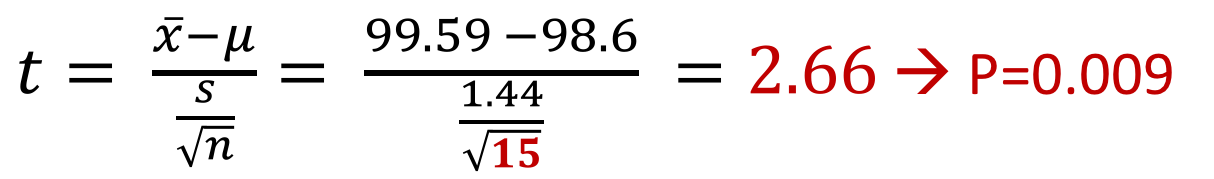 t = (x̄−μ)/(s/√n) = (99.59 −98.6)/(1.44/√15) = 2.66 → P=0.009